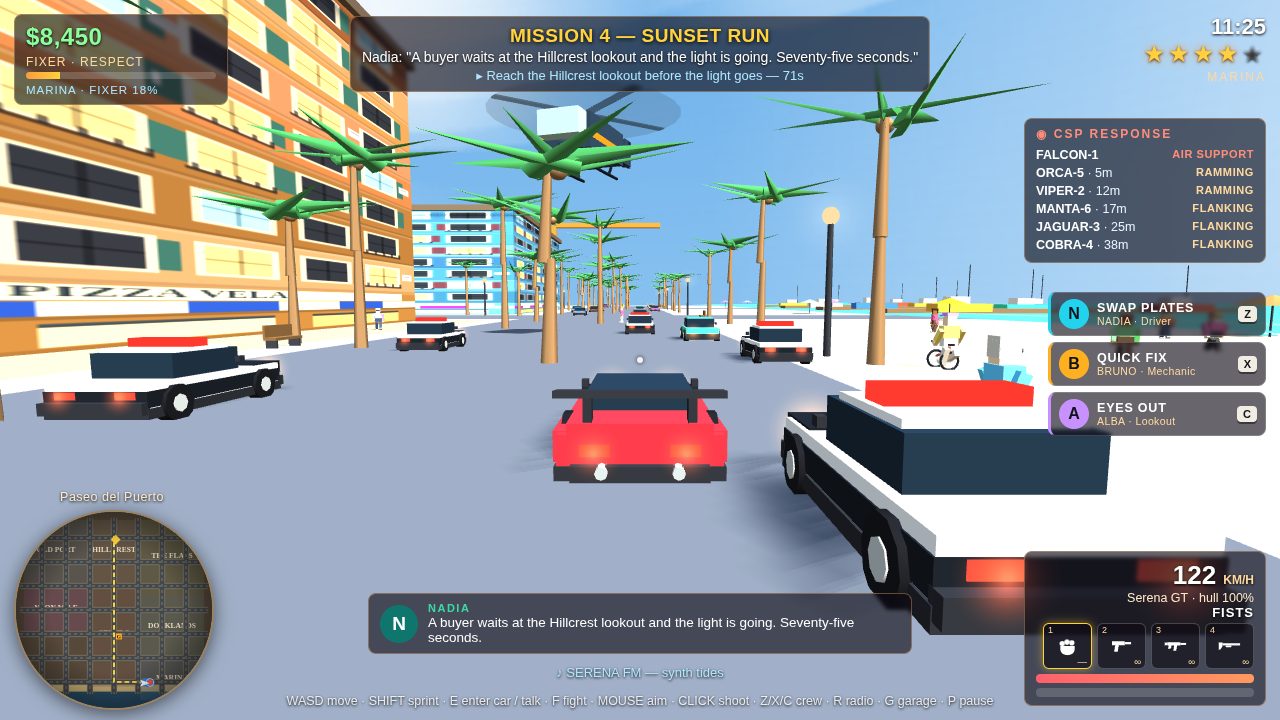 $8,450
FIXER · RESPECT
MARINA · FIXER 18%
MISSION 4 — SUNSET RUN
Nadia: "A buyer waits at the Hillcrest lookout and the light is going. Seventy-five seconds."
▸ Reach the Hillcrest lookout before the light goes — 71s
11:25
MARINA
◉ CSP RESPONSE
FALCON-1 AIR SUPPORT
ORCA-5 · 5m RAMMING
VIPER-2 · 12m RAMMING
MANTA-6 · 17m FLANKING
JAGUAR-3 · 25m FLANKING
COBRA-4 · 38m FLANKING
N SWAP PLATES Z
NADIA · Driver
B QUICK FIX X
BRUNO · Mechanic
A EYES OUT C
ALBA · Lookout
PIZZA VELA
Paseo del Puerto
HILL REST
N
NADIA
A buyer waits at the Hillcrest lookout and the light is going. Seventy-five
seconds.
♪ SERENA FM — synth tides
WASD move · SHIFT sprint · E enter car / talk · F fight · MOUSE aim · CLICK shoot · Z/X/C crew · R radio · G garage · P pause
122 KM/H
Serena GT · hull 100%
FISTS
1 2 3 4
— ∞ ∞ ∞